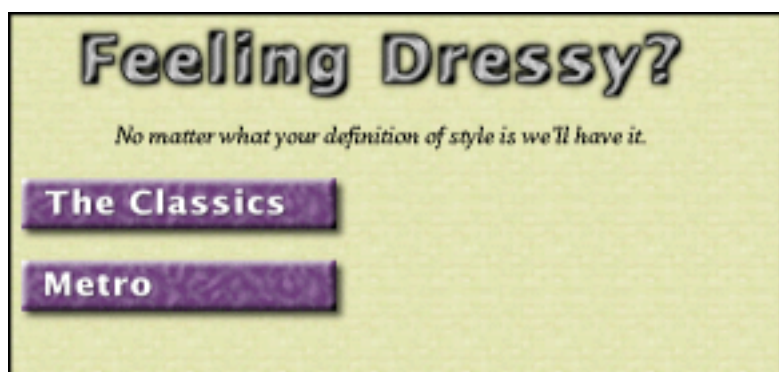 Feeling Dressy?
No matter what your definition of style is we'll have it.
The Classics
Metro